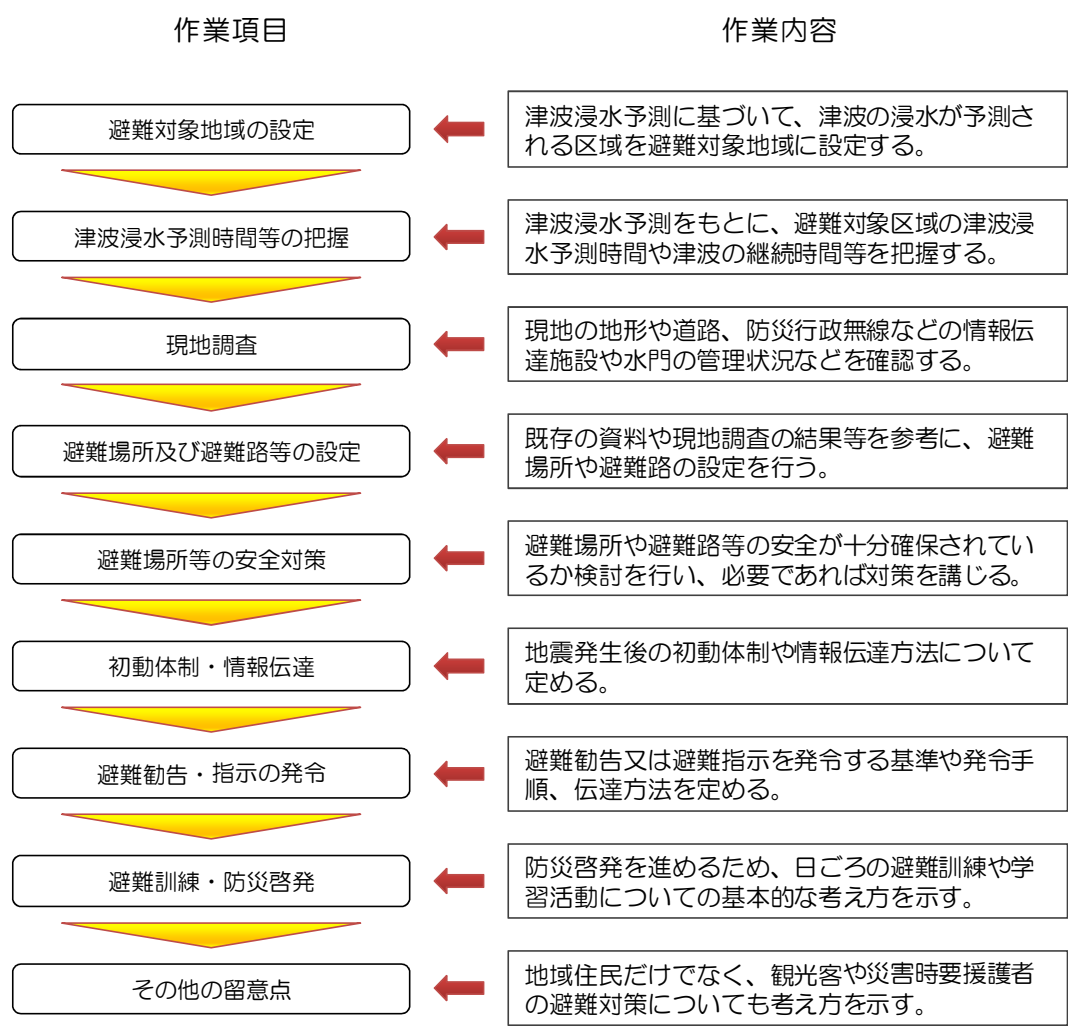 作業項目
作業内容
避難対象地域の設定
津波浸水予測に基づいて、津波の浸水が予測さ
れる区域を避難対象地域に設定する。
津波浸水予測時間等の把握
津波浸水予測をもとに、避難対象区域の津波浸
水予測時間や津波の継続時間等を把握する。
現地調査
現地の地形や道路、防災行政無線などの情報伝
達施設や水門の管理状況などを確認する。
避難場所及び避難路等の設定
既存の資料や現地調査の結果等を参考に、避難
場所や避難路の設定を行う。
避難場所等の安全対策
避難場所や避難路等の安全が十分確保されてい
るか検討を行い、必要であれば対策を講じる。
初動体制・情報伝達
地震発生後の初動体制や情報伝達方法について
定める。
避難勧告・指示の発令
避難勧告又は避難指示を発令する基準や発令手
順、伝達方法を定める。
避難訓練・防災啓発
防災啓発を進めるため、日ごろの避難訓練や学
習活動についての基本的な考え方を示す。
その他の留意点
地域住民だけでなく、観光客や災害時要援護者
の避難対策についても考え方を示す。